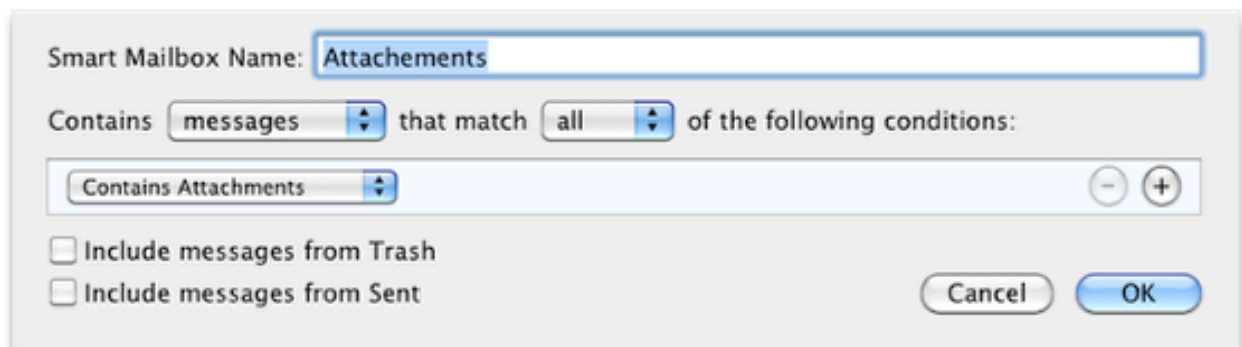 Smart Mailbox Name: Attachements
Contains messages that match all of the following conditions:
Contains Attachments
Include messages from Trash
Include messages from Sent
Cancel OK